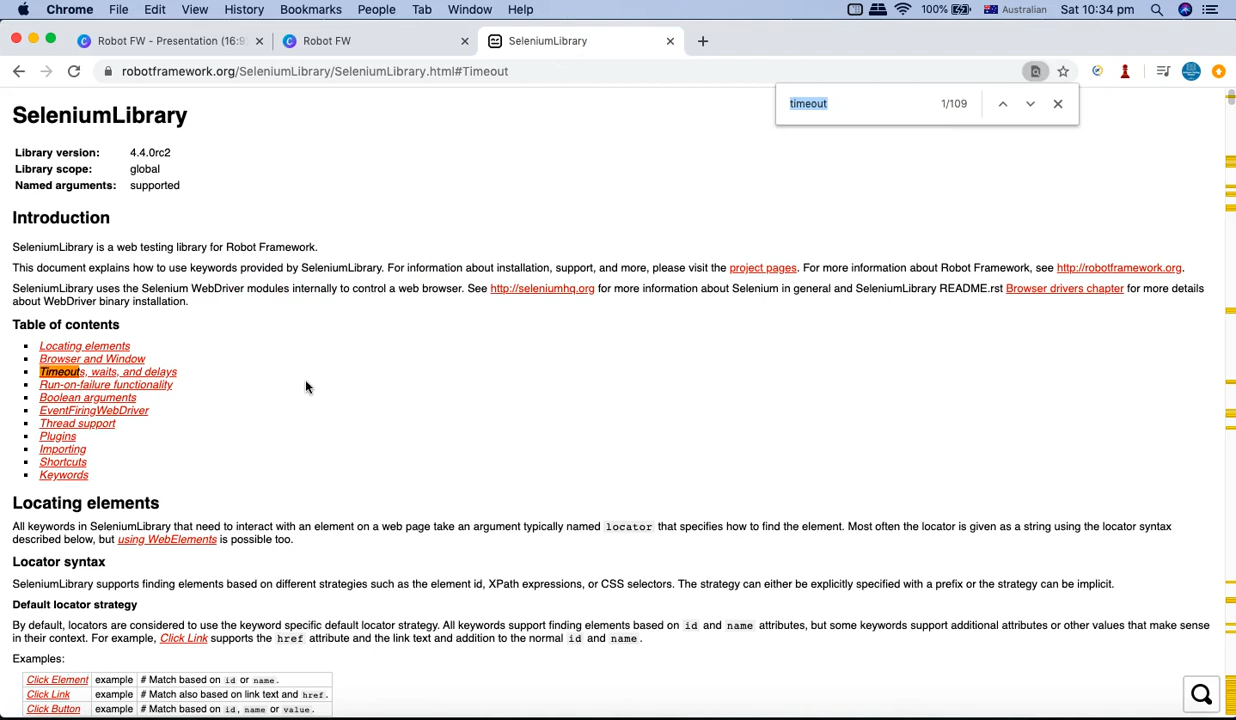 Chrome File Edit View History Bookmarks People Tab Window Help 100% Australian Sat 10:34 pm
Robot FW - Presentation (16:9 Robot FW SeleniumLibrary
robotframework.org/SeleniumLibrary/SeleniumLibrary.html#Timeout
timeout 1/109
SeleniumLibrary
Library version: 4.4.0rc2
Library scope: global
Named arguments: supported
Introduction
SeleniumLibrary is a web testing library for Robot Framework.
This document explains how to use keywords provided by SeleniumLibrary. For information about installation, support, and more, please visit the project pages. For more information about Robot Framework, see http://robotframework.org.
SeleniumLibrary uses the Selenium WebDriver modules internally to control a web browser. See http://seleniumhq.org for more information about Selenium in general and SeleniumLibrary README.rst Browser drivers chapter for more details
about WebDriver binary installation.
Table of contents
▪ Locating elements
▪ Browser and Window
▪ Timeouts, waits, and delays
▪ Run-on-failure functionality
▪ Boolean arguments
▪ EventFiringWebDriver
▪ Thread support
▪ Plugins
▪ Importing
▪ Shortcuts
▪ Keywords
Locating elements
All keywords in SeleniumLibrary that need to interact with an element on a web page take an argument typically named locator that specifies how to find the element. Most often the locator is given as a string using the locator syntax
described below, but using WebElements is possible too.
Locator syntax
SeleniumLibrary supports finding elements based on different strategies such as the element id, XPath expressions, or CSS selectors. The strategy can either be explicitly specified with a prefix or the strategy can be implicit.
Default locator strategy
By default, locators are considered to use the keyword specific default locator strategy. All keywords support finding elements based on id and name attributes, but some keywords support additional attributes or other values that make sense
in their context. For example, Click Link supports the href attribute and the link text and addition to the normal id and name.
Examples:
Click Element example # Match based on id or name.
Click Link example # Match also based on link text and href.
Click Button example # Match based on id, name or value.